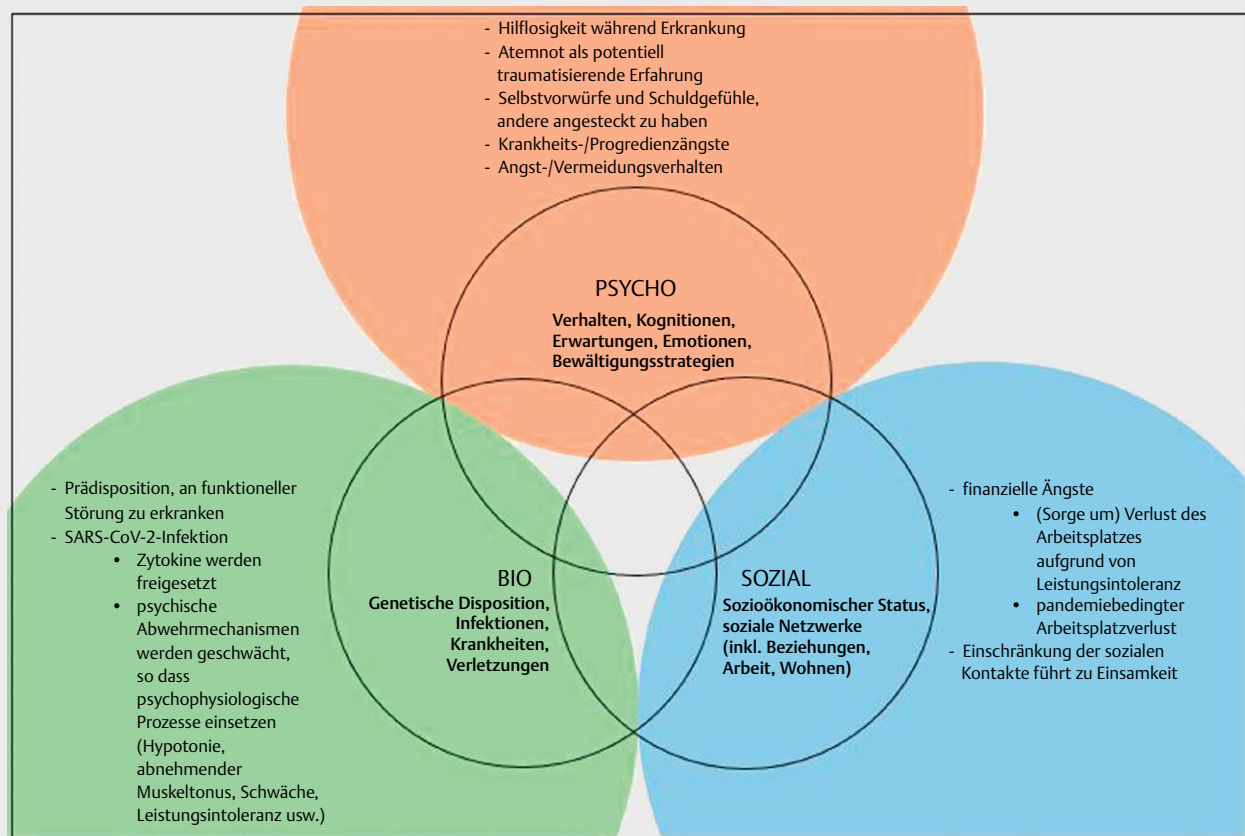 - Hilflosigkeit während Erkrankung
- Atemnot als potentiell
traumatisierende Erfahrung
- Selbstvorwürfe und Schuldgefühle,
andere angesteckt zu haben
- Krankheits-/Progredienzängste
- Angst-/Vermeidungsverhalten
PSYCHO
Verhalten, Kognitionen,
Erwartungen, Emotionen,
Bewältigungsstrategien
- Prädisposition, an funktioneller
Störung zu erkranken
- SARS-CoV-2-Infektion
• Zytokine werden
freigesetzt
• psychische
Abwehrmechanismen
werden geschwächt,
so dass
psychophysiologische
Prozesse einsetzen
(Hypotonie,
abnehmender
Muskeltonus, Schwäche,
Leistungsintoleranz usw.)
BIO
Genetische Disposition,
Infektionen,
Krankheiten,
Verletzungen
SOZIAL
Sozioökonomischer Status,
soziale Netzwerke
(inkl. Beziehungen,
Arbeit, Wohnen)
- finanzielle Ängste
• (Sorge um) Verlust des
Arbeitsplatzes
aufgrund von
Leistungsintoleranz
• pandemiebedingter
Arbeitsplatzverlust
- Einschränkung der sozialen
Kontakte führt zu Einsamkeit